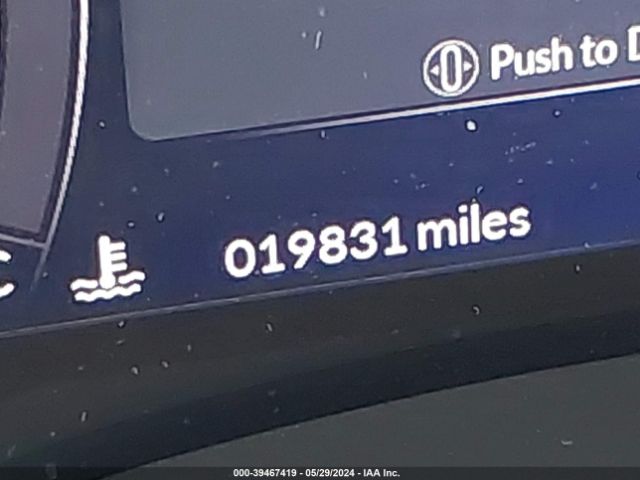 Push to
019831 miles
000-39467419 - 05/29/2024 - IAA Inc.